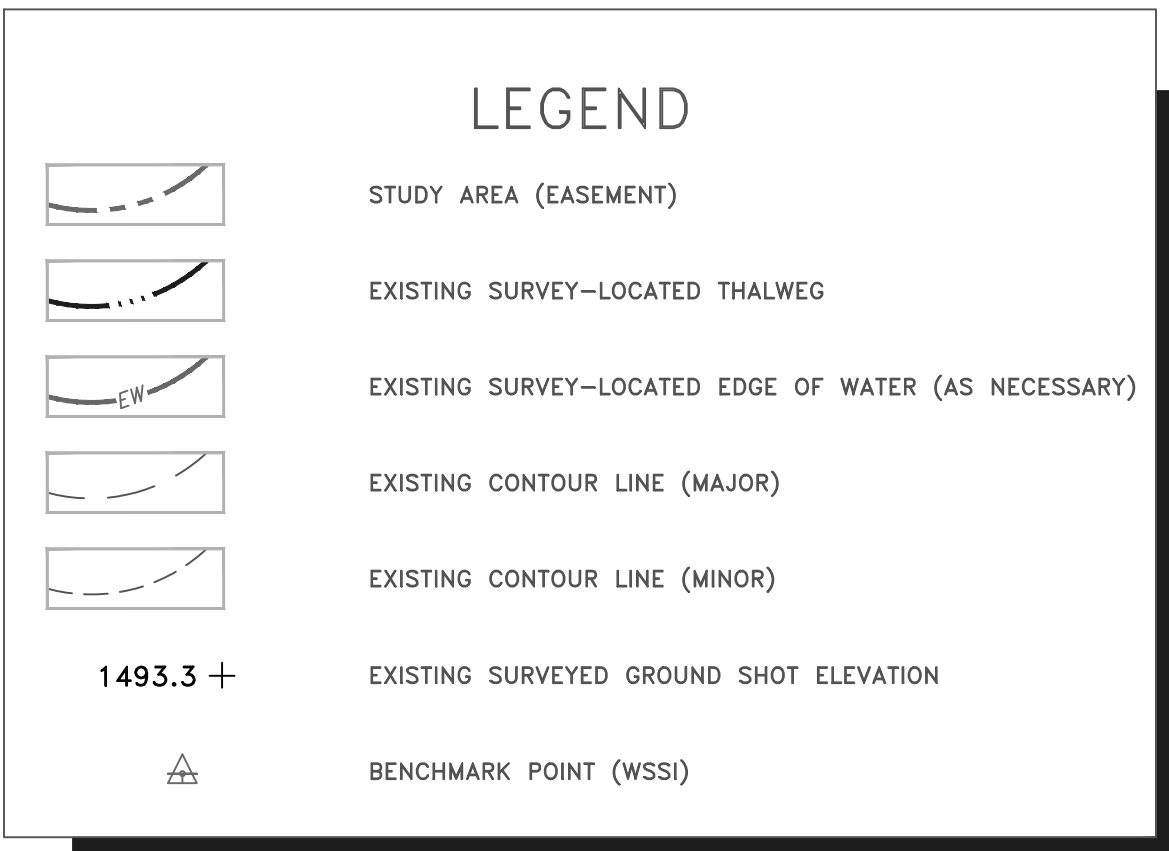 LEGEND
STUDY AREA (EASEMENT)
EXISTING SURVEY-LOCATED THALWEG
EW
EXISTING SURVEY-LOCATED EDGE OF WATER (AS NECESSARY)
EXISTING CONTOUR LINE (MAJOR)
EXISTING CONTOUR LINE (MINOR)
1493.3 + EXISTING SURVEYED GROUND SHOT ELEVATION
BENCHMARK POINT (WSSI)